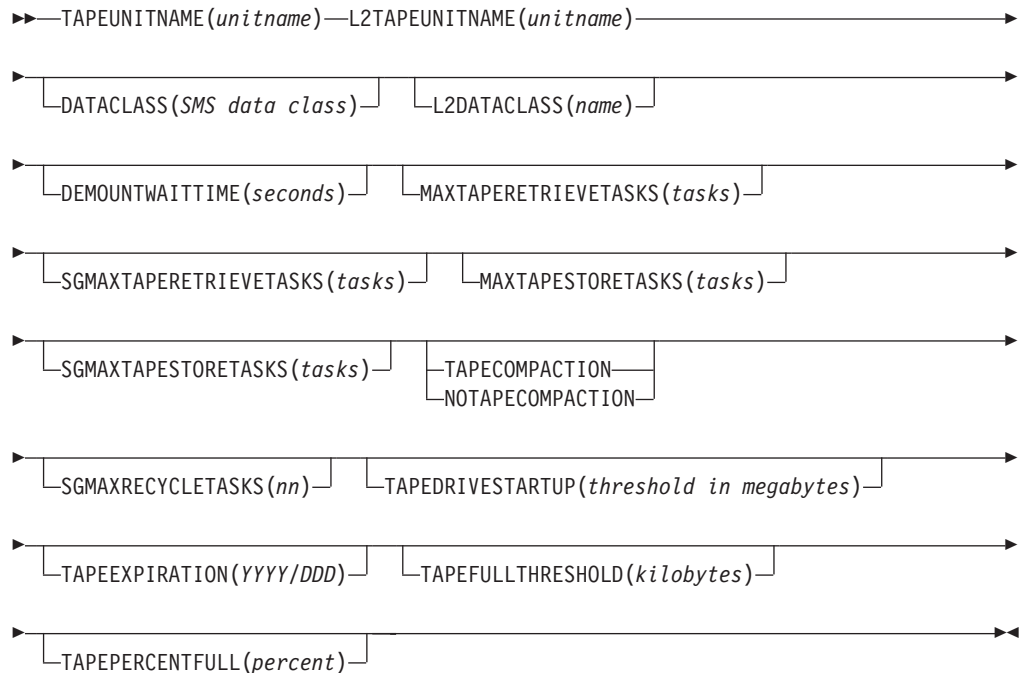 TAPEUNITNAME(unitname) L2TAPEUNITNAME(unitname)
DATACLASS(SMS data class) L2DATACLASS(name)
DEMOUNTWAITTIME(seconds) MAXTAPERETRIEVETASKS(tasks)
SGMAXTAPERETRIEVETASKS(tasks) MAXTAPESTORETASKS(tasks)
SGMAXTAPESTORETASKS(tasks) TAPECOMPACTION
NOTAPECOMPACTION
SGMAXRECYCLETASKS(nn) TAPEDRIVESTARTUP(threshold in megabytes)
TAPEEXPIRATION(YYYY/DDD) TAPEFULLTHRESHOLD(kilobytes)
TAPEPERCENTFULL(percent)